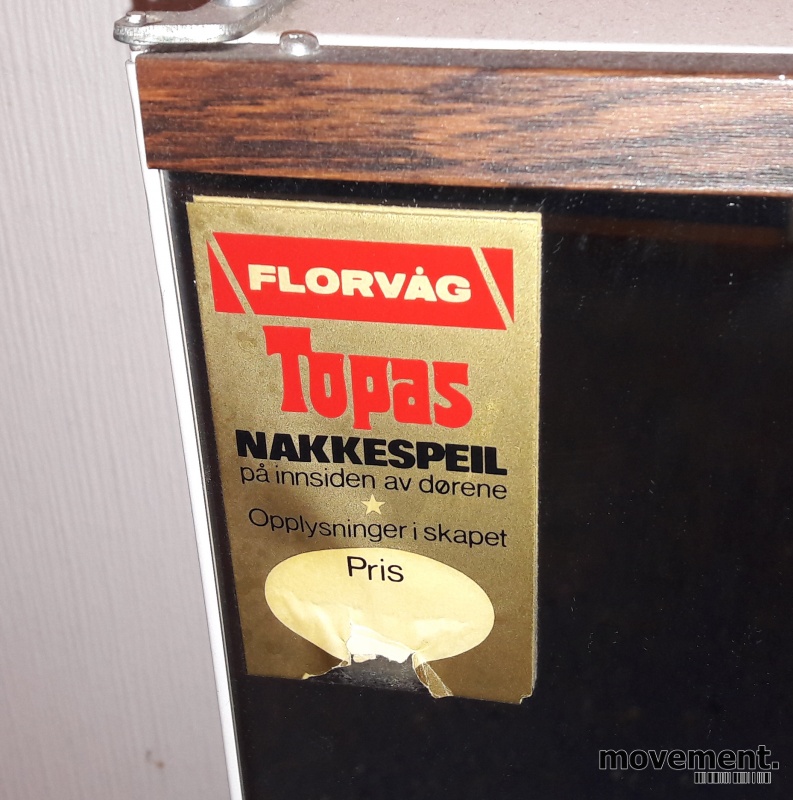 FLORVÅG
Topas
NAKKESPEIL
på innsiden av dørene
Opplysninger i skapet
Pris
movement.